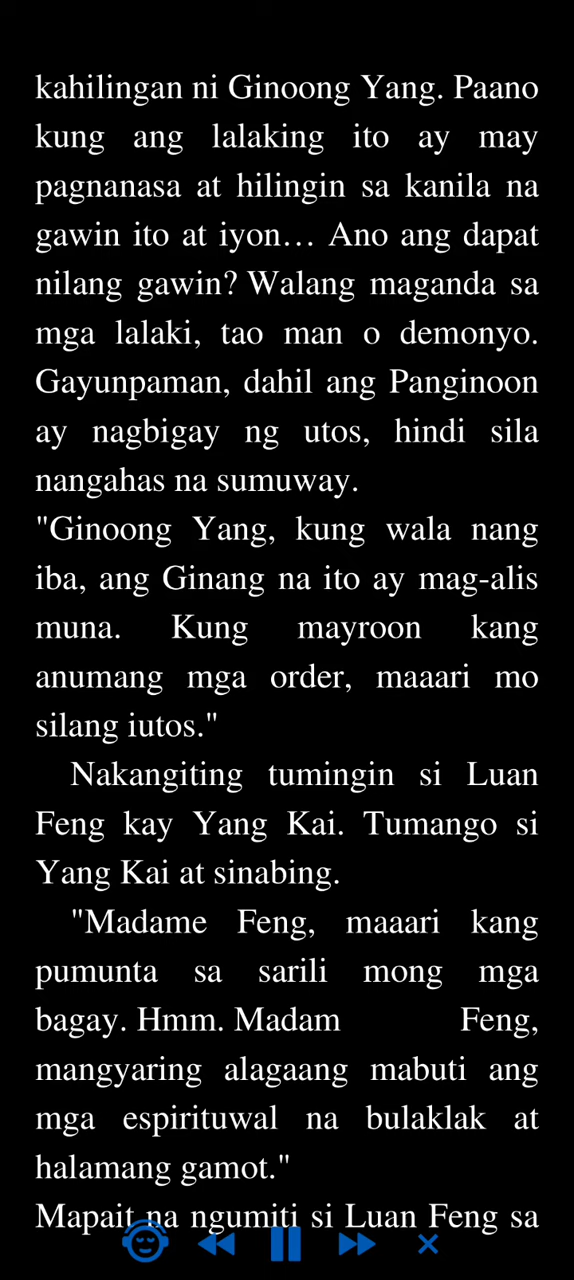 kahilingan ni Ginoong Yang. Paano
kung ang lalaking ito ay may
pagnanasa at hilingin sa kanila na
gawin ito at iyon… Ano ang dapat
nilang gawin? Walang maganda sa
mga lalaki, tao man o demonyo.
Gayunpaman, dahil ang Panginoon
ay nagbigay ng utos, hindi sila
nangahas na sumuway.
"Ginoong Yang, kung wala nang
iba, ang Ginang na ito ay mag-alis
muna. Kung mayroon kang
anumang mga order, maaari mo
silang iutos."
Nakangiting tumingin si Luan
Feng kay Yang Kai. Tumango si
Yang Kai at sinabing.
"Madame Feng, maaari kang
pumunta sa sarili mong mga
bagay. Hmm. Madam Feng,
mangyaring alagaang mabuti ang
mga espirituwal na bulaklak at
halamang gamot."
Mapait na ngumiti si Luan Feng sa